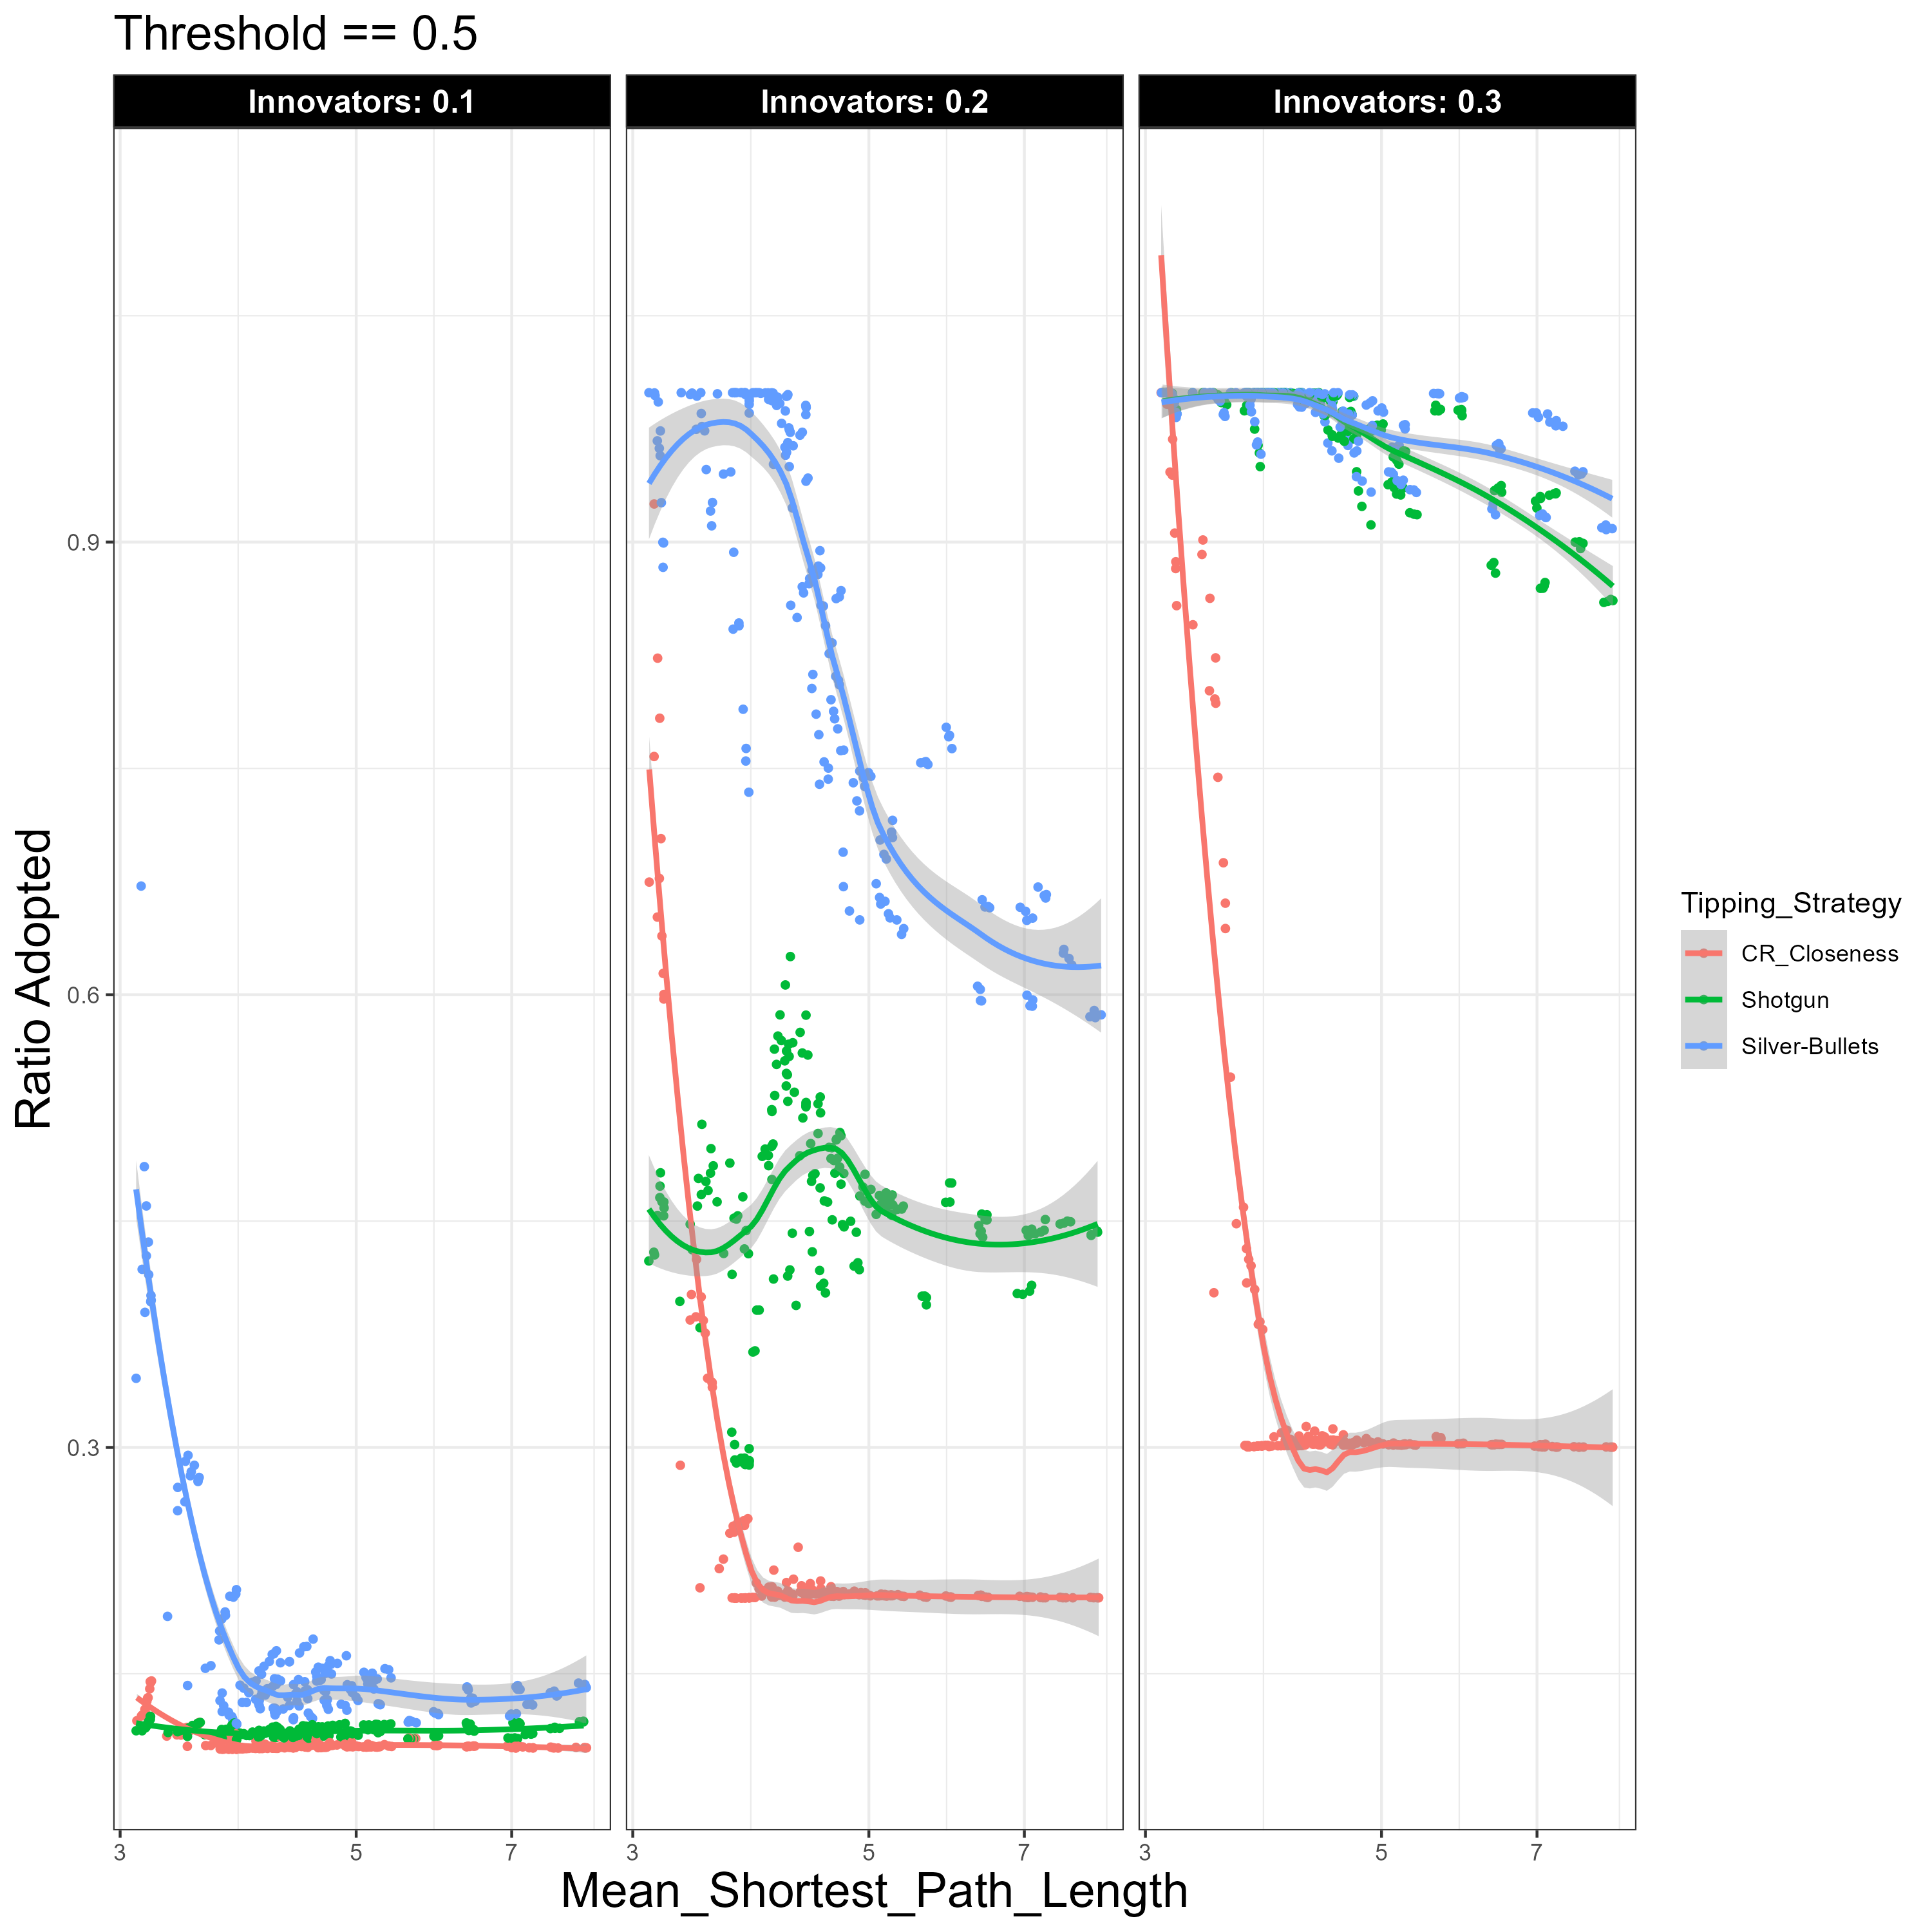 Threshold == 0.5
Innovators: 0.1
Innovators: 0.2
Innovators: 0.3
Ratio Adopted
0.9
0.6
0.3
3 5 7
3 5 7
3 5 7
Mean_Shortest_Path_Length
Tipping_Strategy
CR_Closeness
Shotgun
Silver-Bullets